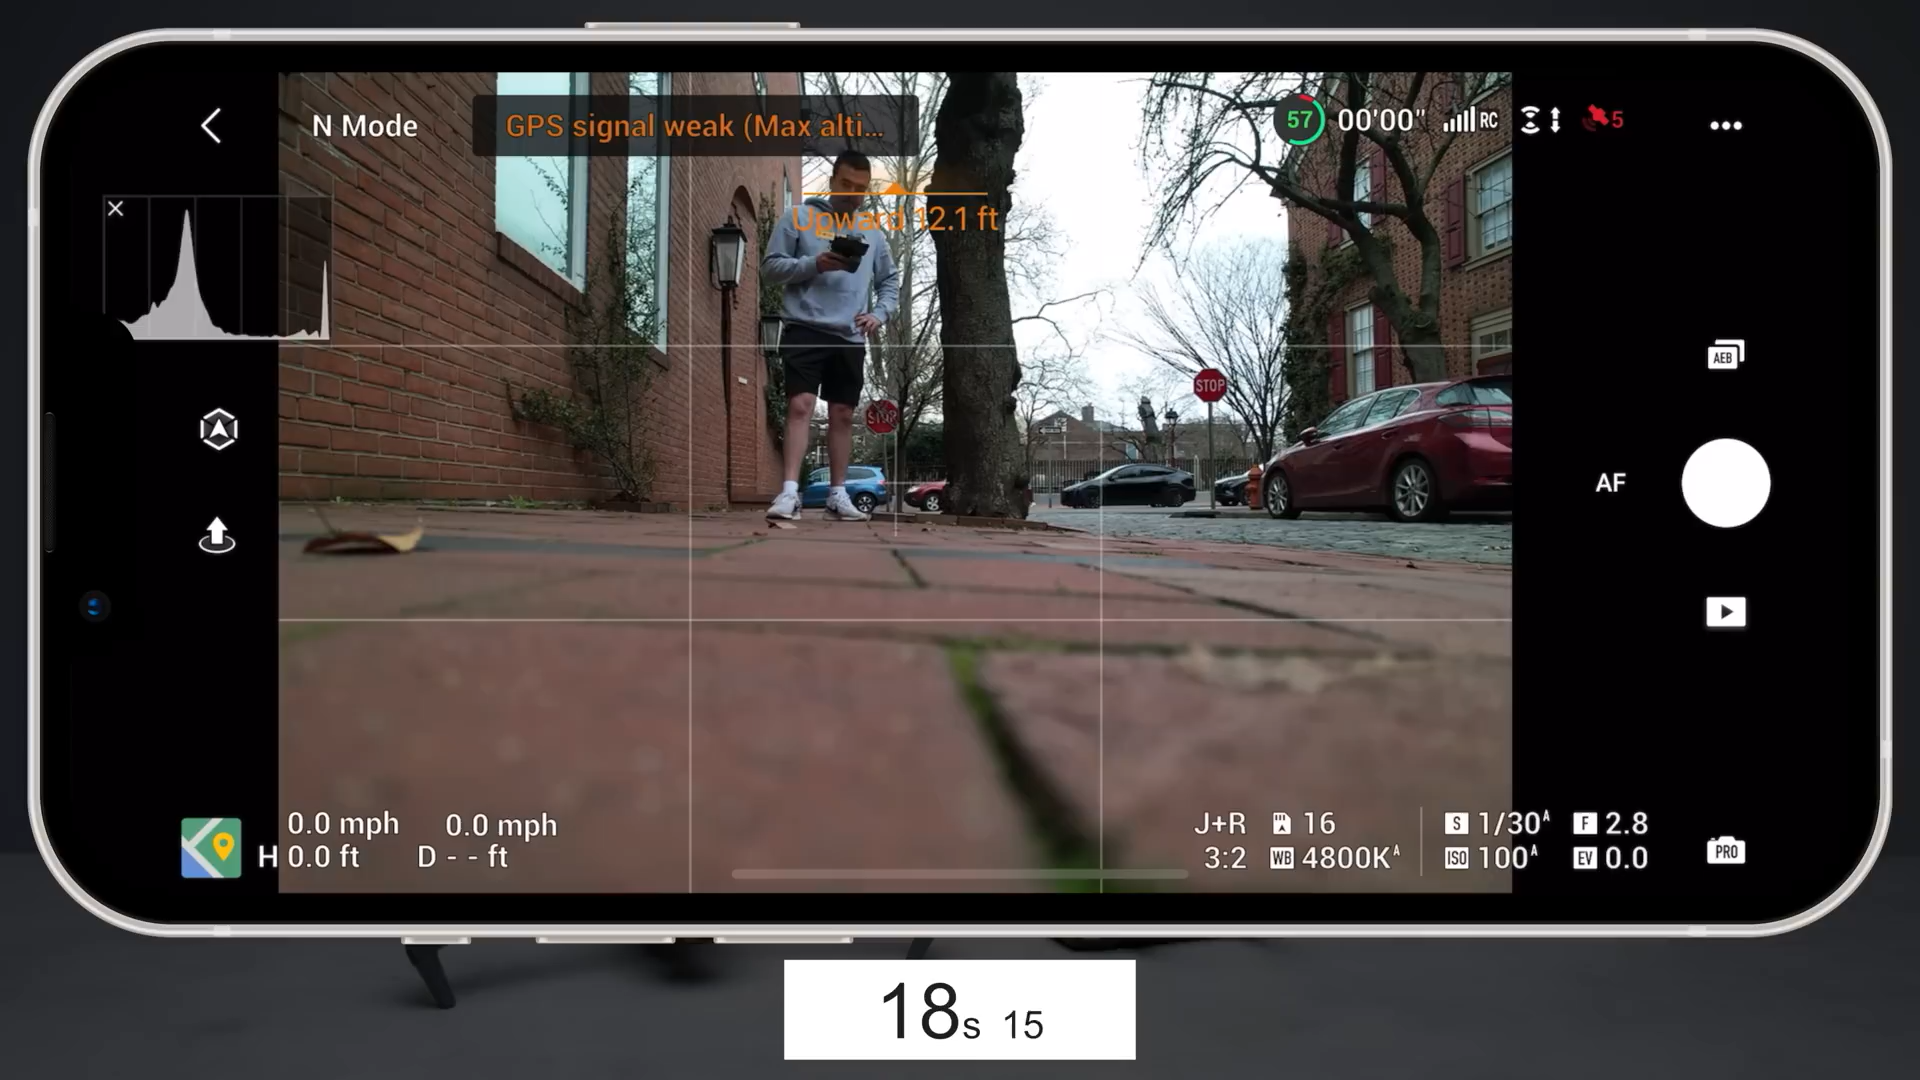 N Mode
GPS signal weak (Max alti...
57
00'00"
RC
5
Upward 12.1 ft
STOP
STOP
AEB
AF
0.0 mph
0.0 mph
H 0.0 ft
D - - ft
J+R
16
S 1/30 A
F 2.8
3:2
WB 4800K A
ISO 100 A
EV 0.0
PRO
18s 15